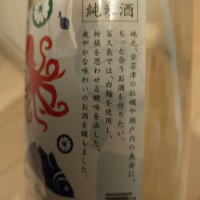 純米酒
地元、安芸津の牡蠣や瀬戸内の魚介に、
もっと合うお酒を作りたい。
富久長では、白麹を使用し、
柑橘を思わせる酸味を出した、
爽やかな味わいのお酒を醸しました。